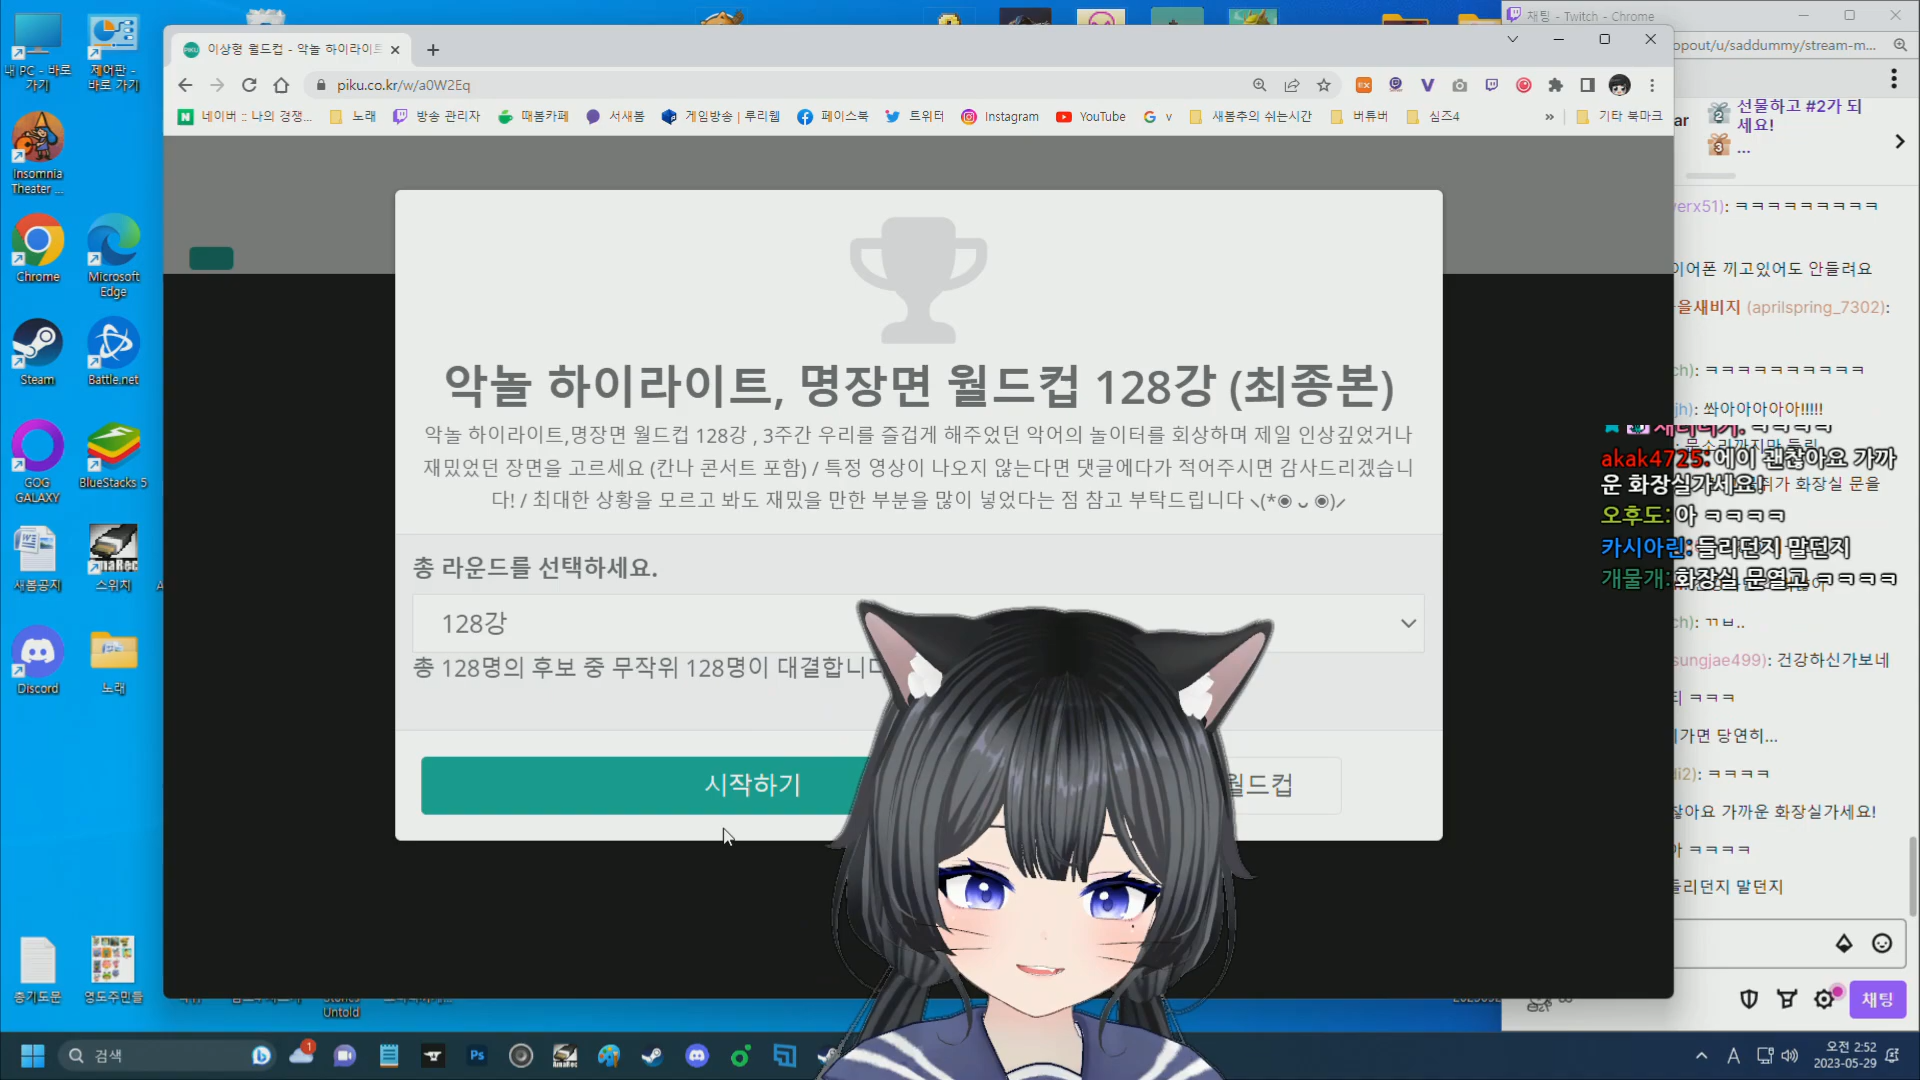 채팅 - Twitch - Chrome
opout/u/saddummy/stream-m...
이상형 월드컵 - 악놀 하이라이트
piku.co.kr/w/a0W2Eq
네이버 :: 나의 경쟁...
노래
방송 관리자
때봄카페
서새봄
게임방송 | 루리웹
페이스북
트위터
Instagram
YouTube
v
새봄추의 쉬는시간
버튜버
심즈4
»
기타 북마크
내 PC - 바로 가기
제어판 - 바로 가기
Insomnia Theater ...
Chrome
Microsoft Edge
Steam
Battle.net
GOG GALAXY
BlueStacks 5
새봄공지
스위치
Discord
노래
총기도문
영도주민들
Untold
악놀 하이라이트, 명장면 월드컵 128강 (최종본)
악놀 하이라이트,명장면 월드컵 128강 , 3주간 우리를 즐겁게 해주었던 악어의 놀이터를 회상하며 제일 인상깊었거나
재밌었던 장면을 고르세요 (칸나 콘서트 포함) / 특정 영상이 나오지 않는다면 댓글에다가 적어주시면 감사드리겠습니
다! / 최대한 상황을 모르고 봐도 재밌을 만한 부분을 많이 넣었다는 점 참고 부탁드립니다 ヽ(*◉ ᴗ ◉)ノ
총 라운드를 선택하세요.
128강
총 128명의 후보 중 무작위 128명이 대결합니다
시작하기
월드컵
ar
선물하고 #2가 되
세요!
...
verx51): ㅋㅋㅋㅋㅋㅋㅋㅋㅋ
이어폰 끼고있어도 안들려요
을새비지 (aprilspring_7302):
ch): ㅋㅋㅋㅋㅋㅋㅋㅋㅋㅋ
jh): 쏴아아아아아!!!!!
akak4725: 에이 괜찮아요 가까
운 화장실가세요!
오후도: 아 ㅋㅋㅋㅋ
카시아린: 들리던지 말던지
개물개: 화장실 문열고 ㅋㅋㅋㅋ
ch): ㄲㅂ..
sungjae499): 건강하신가보네
ㅋㅋㅋ
가면 당연히...
di2): ㅋㅋㅋㅋ
찮아요 가까운 화장실가세요!
아 ㅋㅋㅋㅋ
들리던지 말던지
채팅
검색
A
오전 2:52
2023-05-29